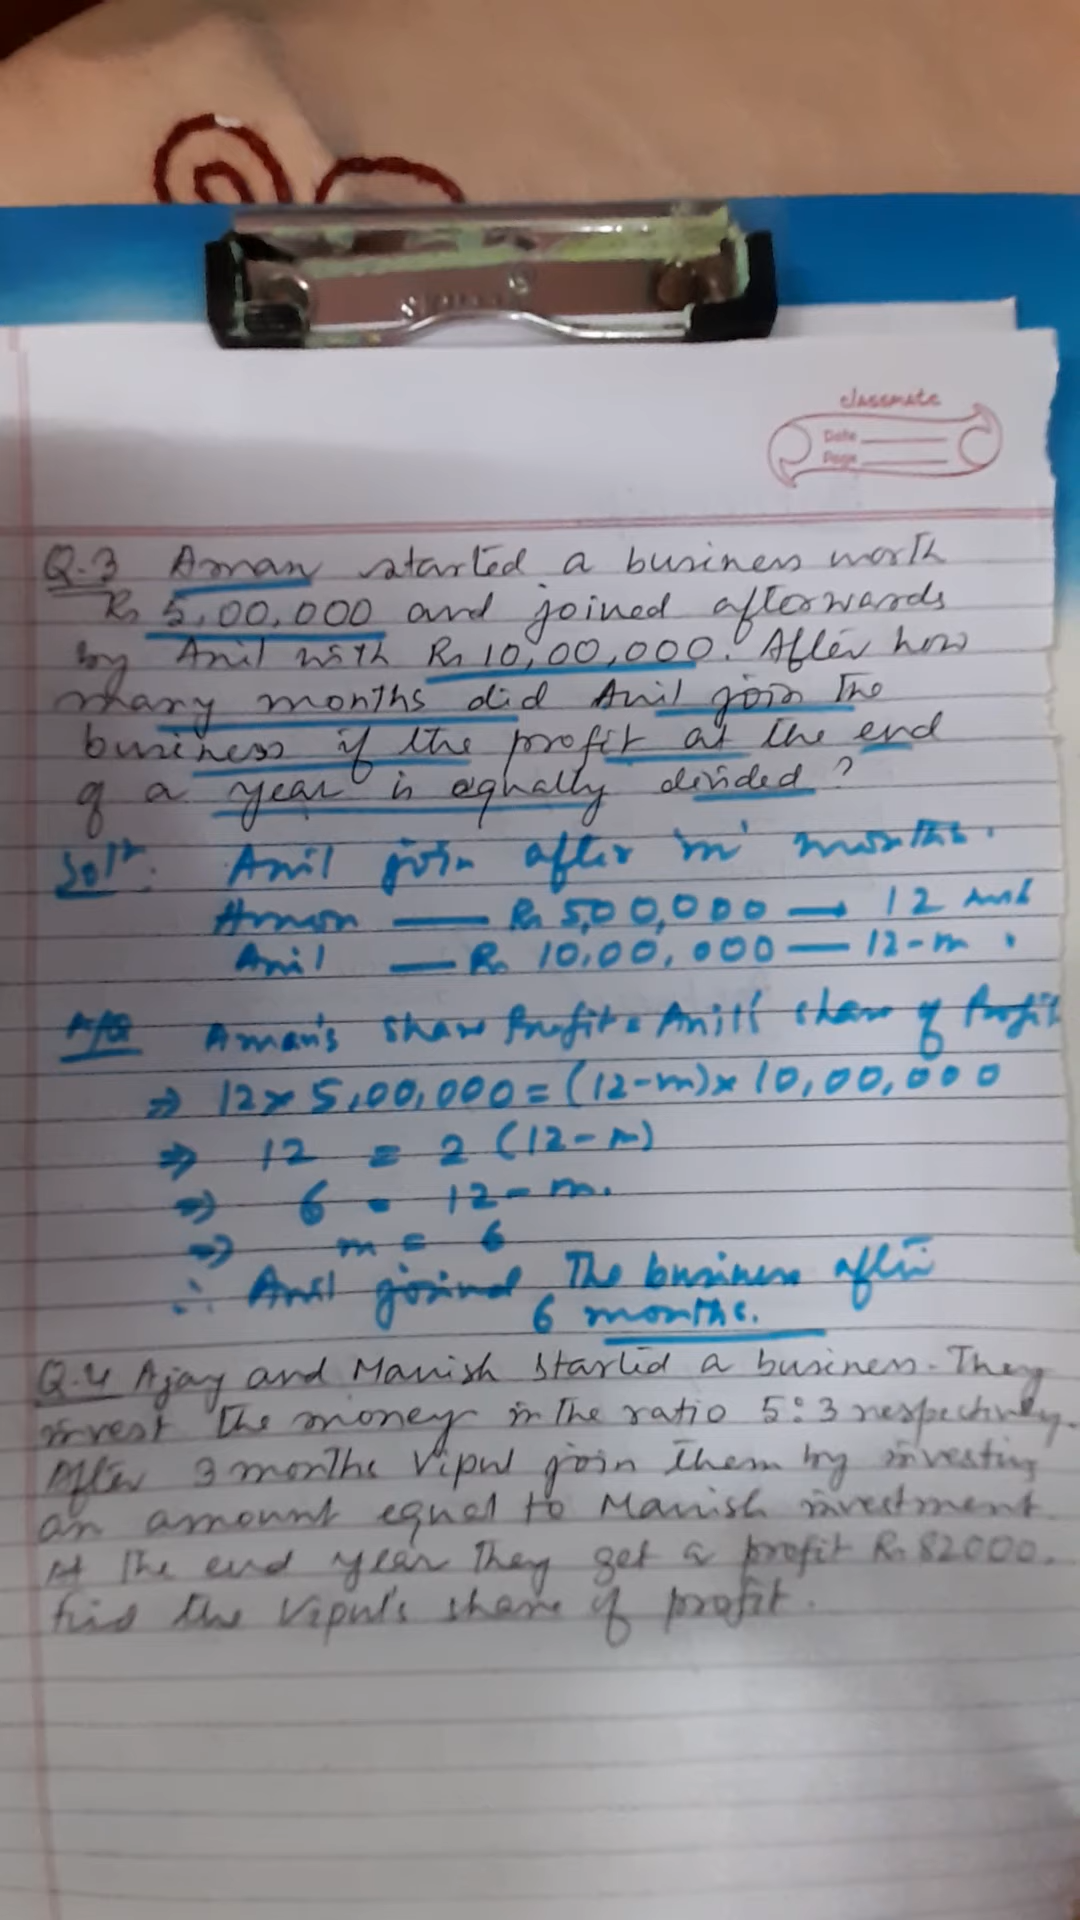 classmate
Date
Page
Q.3 Aman started a business worth
Rs 5,00,000 and joined afterwards
by Anil with Rs 10,00,000. After how
many months did Anil join the
business if the profit at the end
of a year is equally divided?
Solⁿ. Anil join after 'm' months.
Aman — Rs 5,00,000 → 12
Anil — Rs 10,00,000 — 12-m
A/Q Aman's share Profit = Anil's share of Profit
⇒ 12 × 5,00,000 = (12-m) × 10,00,000
⇒ 12 = 2 (12-m)
⇒ 6 = 12-m.
⇒ m = 6
∴ Anil joined The business after
6 months.
Q.4 Ajay and Manish started a business. They
invest the money in the ratio 5:3 respectively.
After 3 months Vipul join them by investing
an amount equal to Manish investment
At the end year They get a profit Rs 82000.
find the Vipul's share of profit.